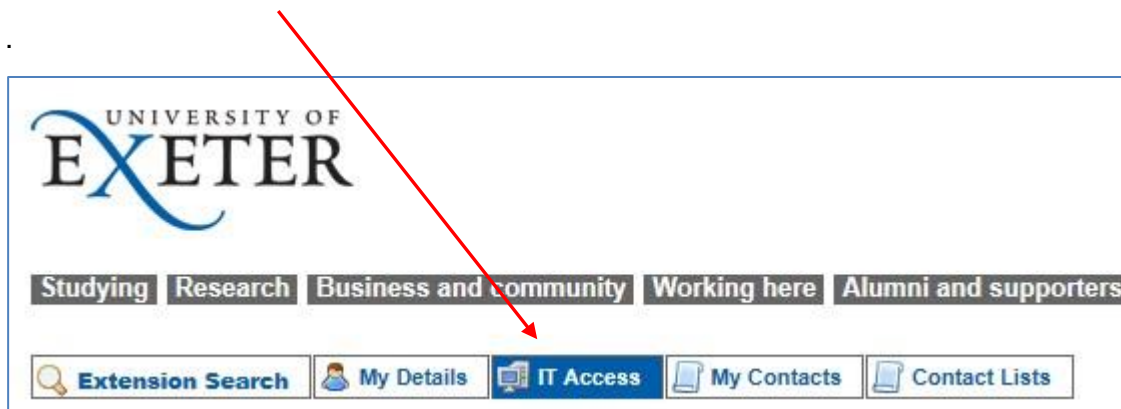 .
UNIVERSITY OF
EXETER
Studying Research Business and community Working here Alumni and supporters
Extension Search My Details IT Access My Contacts Contact Lists